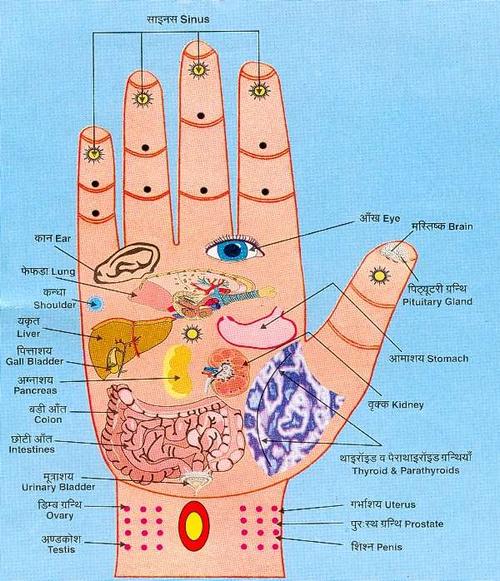 साइनस Sinus
आँख Eye
मस्तिष्क Brain
कान Ear
फेफडा Lung
कन्धा
Shoulder
यकृत
Liver
पित्ताशय
Gall Bladder
अग्नाशय
Pancreas
बडी आँत
Colon
छोटी आँत
Intestines
मूत्राशय
Urinary Bladder
डिम्ब ग्रन्थि
Ovary
अण्डकोश
Testis
पिट्यूटरी ग्रन्थि
Pituitary Gland
आमाशय Stomach
वृक्क Kidney
थाइरॉइड व पैराथाइरॉइड ग्रन्थियाँ
Thyroid & Parathyroids
गर्भाशय Uterus
पुरःस्थ ग्रन्थि Prostate
शिश्न Penis